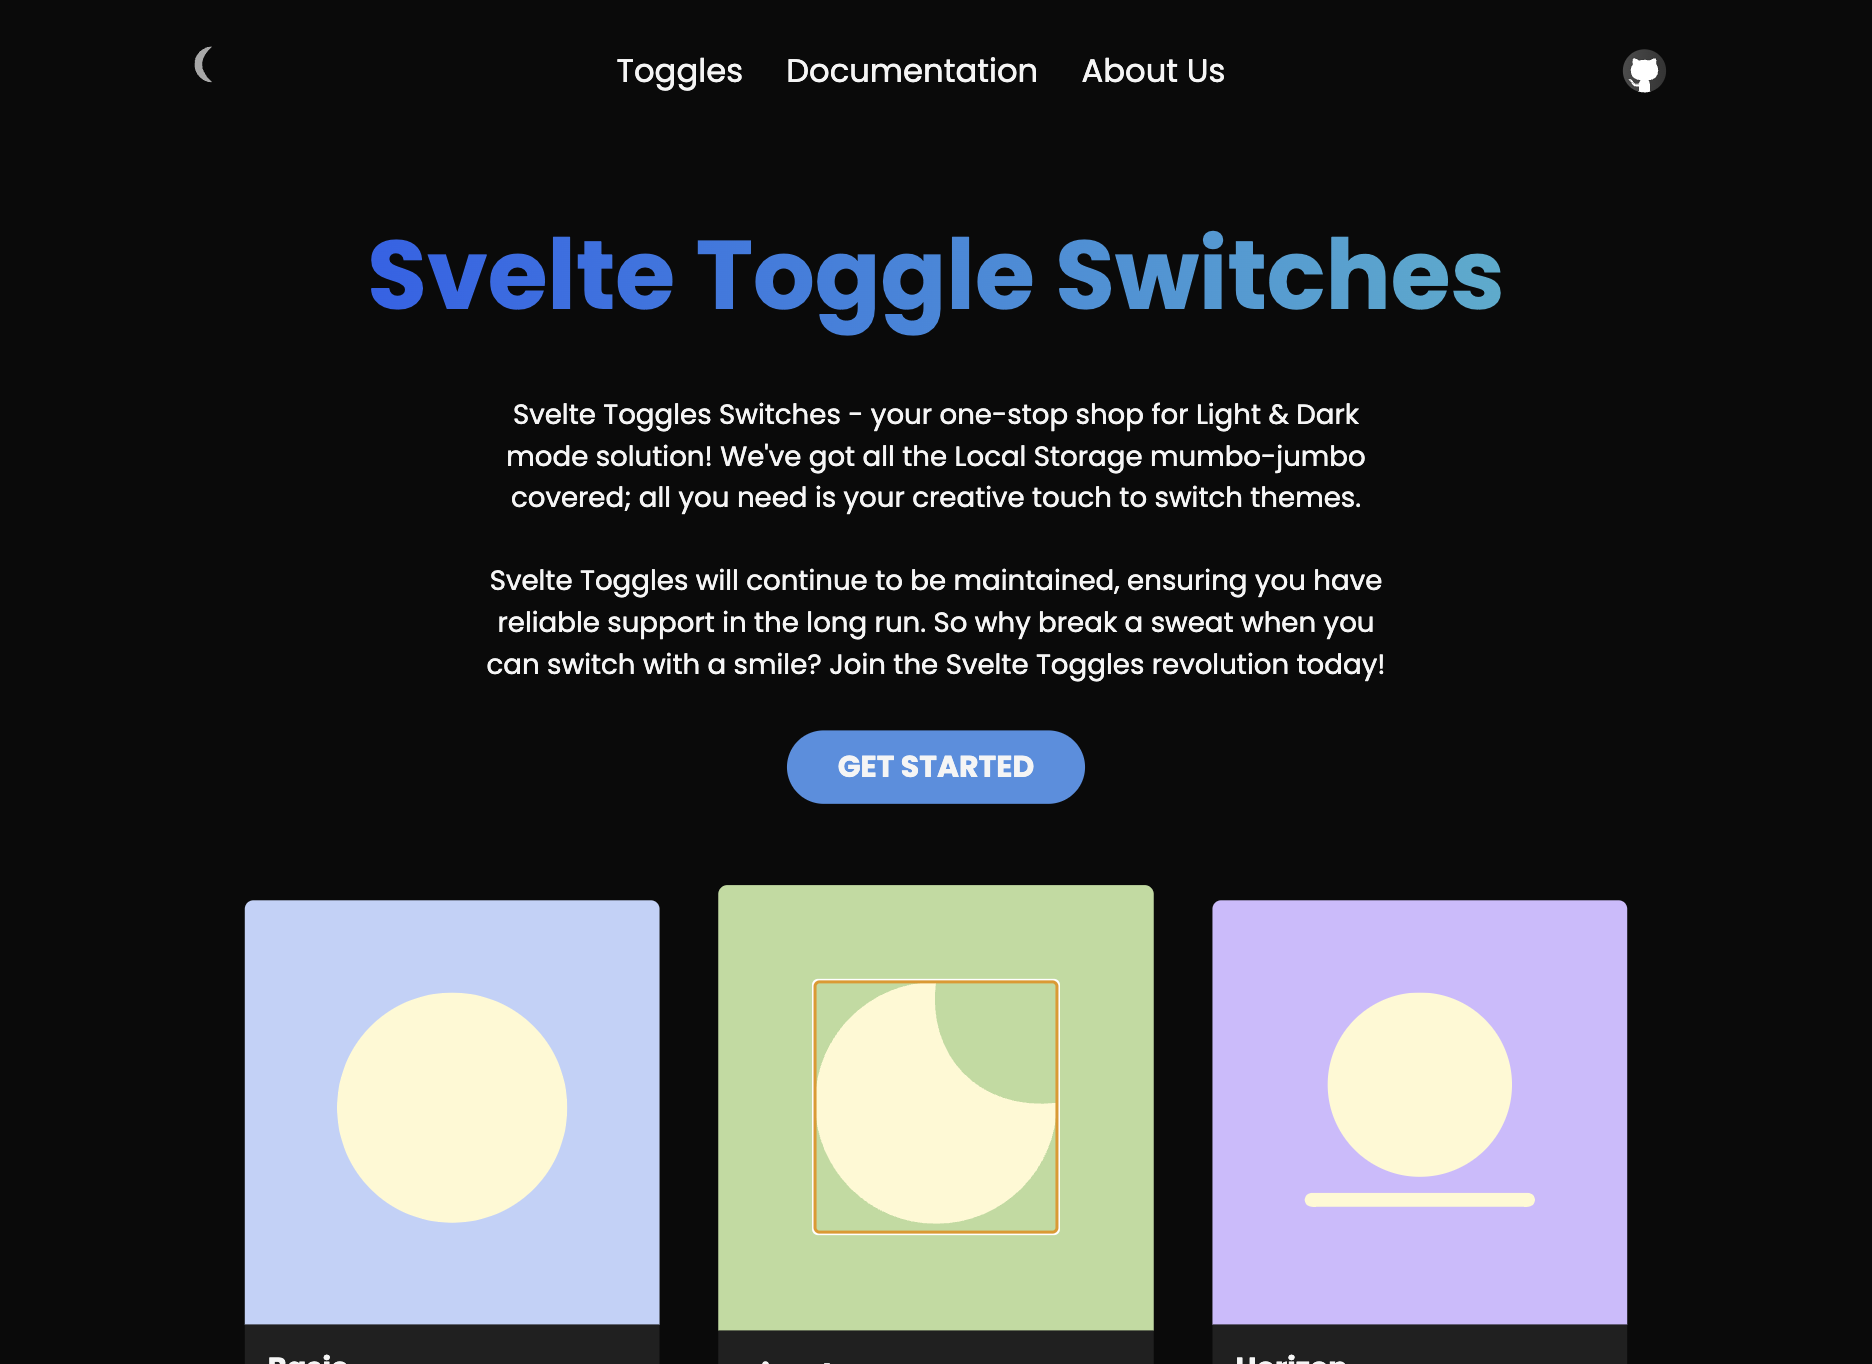 Toggles Documentation About Us
Svelte Toggle Switches
Svelte Toggles Switches - your one-stop shop for Light & Dark
mode solution! We've got all the Local Storage mumbo-jumbo
covered; all you need is your creative touch to switch themes.
Svelte Toggles will continue to be maintained, ensuring you have
reliable support in the long run. So why break a sweat when you
can switch with a smile? Join the Svelte Toggles revolution today!
GET STARTED
Basic
Horizon